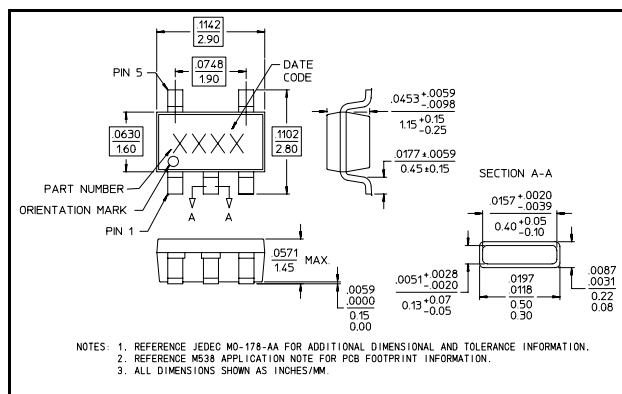 .1142
2.90
.0748
1.90
PIN 5
DATE
CODE
.0630
1.60
XXXX
.1102
2.80
PART NUMBER
ORIENTATION MARK
PIN 1
A A
.0453 +.0059
-.0098
1.15 +0.15
-0.25
.0177 ±.0059
0.45 ±0.15
SECTION A-A
.0157 +.0020
-.0039
0.40 +0.05
-0.10
.0571
1.45 MAX.
.0059
.0000
0.15
0.00
.0051 +.0028
-.0020
0.13 +0.07
-0.05
.0197
.0118
0.50
0.30
.0087
.0031
0.22
0.08
NOTES: 1. REFERENCE JEDEC MO-178-AA FOR ADDITIONAL DIMENSIONAL AND TOLERANCE INFORMATION.
2. REFERENCE M538 APPLICATION NOTE FOR PCB FOOTPRINT INFORMATION.
3. ALL DIMENSIONS SHOWN AS INCHES/MM.